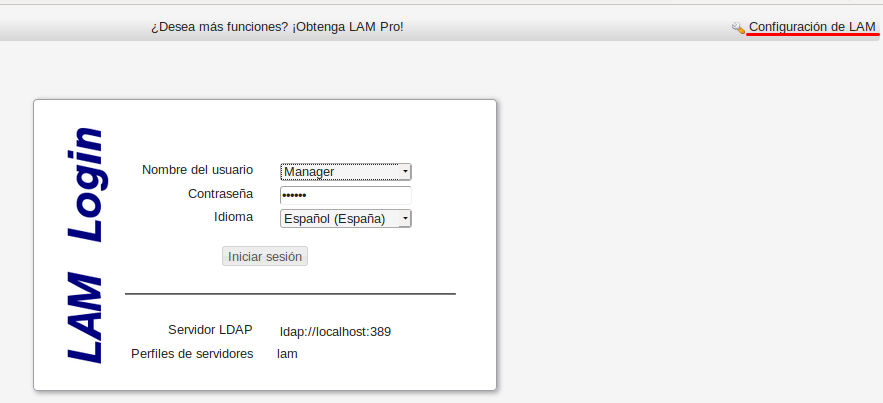 ¿Desea más funciones? ¡Obtenga LAM Pro!
Configuración de LAM
LAM Login
Nombre del usuario Manager
Contraseña ••••••
Idioma Español (España)
Iniciar sesión
Servidor LDAP ldap://localhost:389
Perfiles de servidores lam